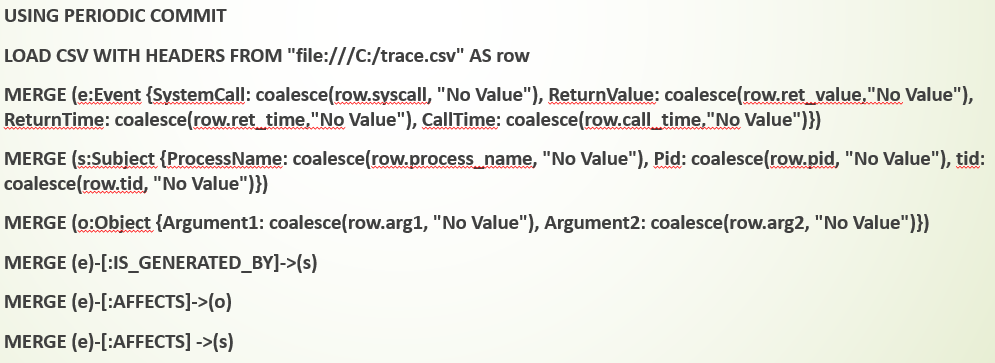 USING PERIODIC COMMIT
LOAD CSV WITH HEADERS FROM "file:///C:/trace.csv" AS row
MERGE (e:Event {SystemCall: coalesce(row.syscall, "No Value"), ReturnValue: coalesce(row.ret_value,"No Value"),
ReturnTime: coalesce(row.ret_time,"No Value"), CallTime: coalesce(row.call_time,"No Value")})
MERGE (s:Subject {ProcessName: coalesce(row.process_name, "No Value"), Pid: coalesce(row.pid, "No Value"), tid:
coalesce(row.tid, "No Value")})
MERGE (o:Object {Argument1: coalesce(row.arg1, "No Value"), Argument2: coalesce(row.arg2, "No Value")})
MERGE (e)-[:IS_GENERATED_BY]->(s)
MERGE (e)-[:AFFECTS]->(o)
MERGE (e)-[:AFFECTS] ->(s)